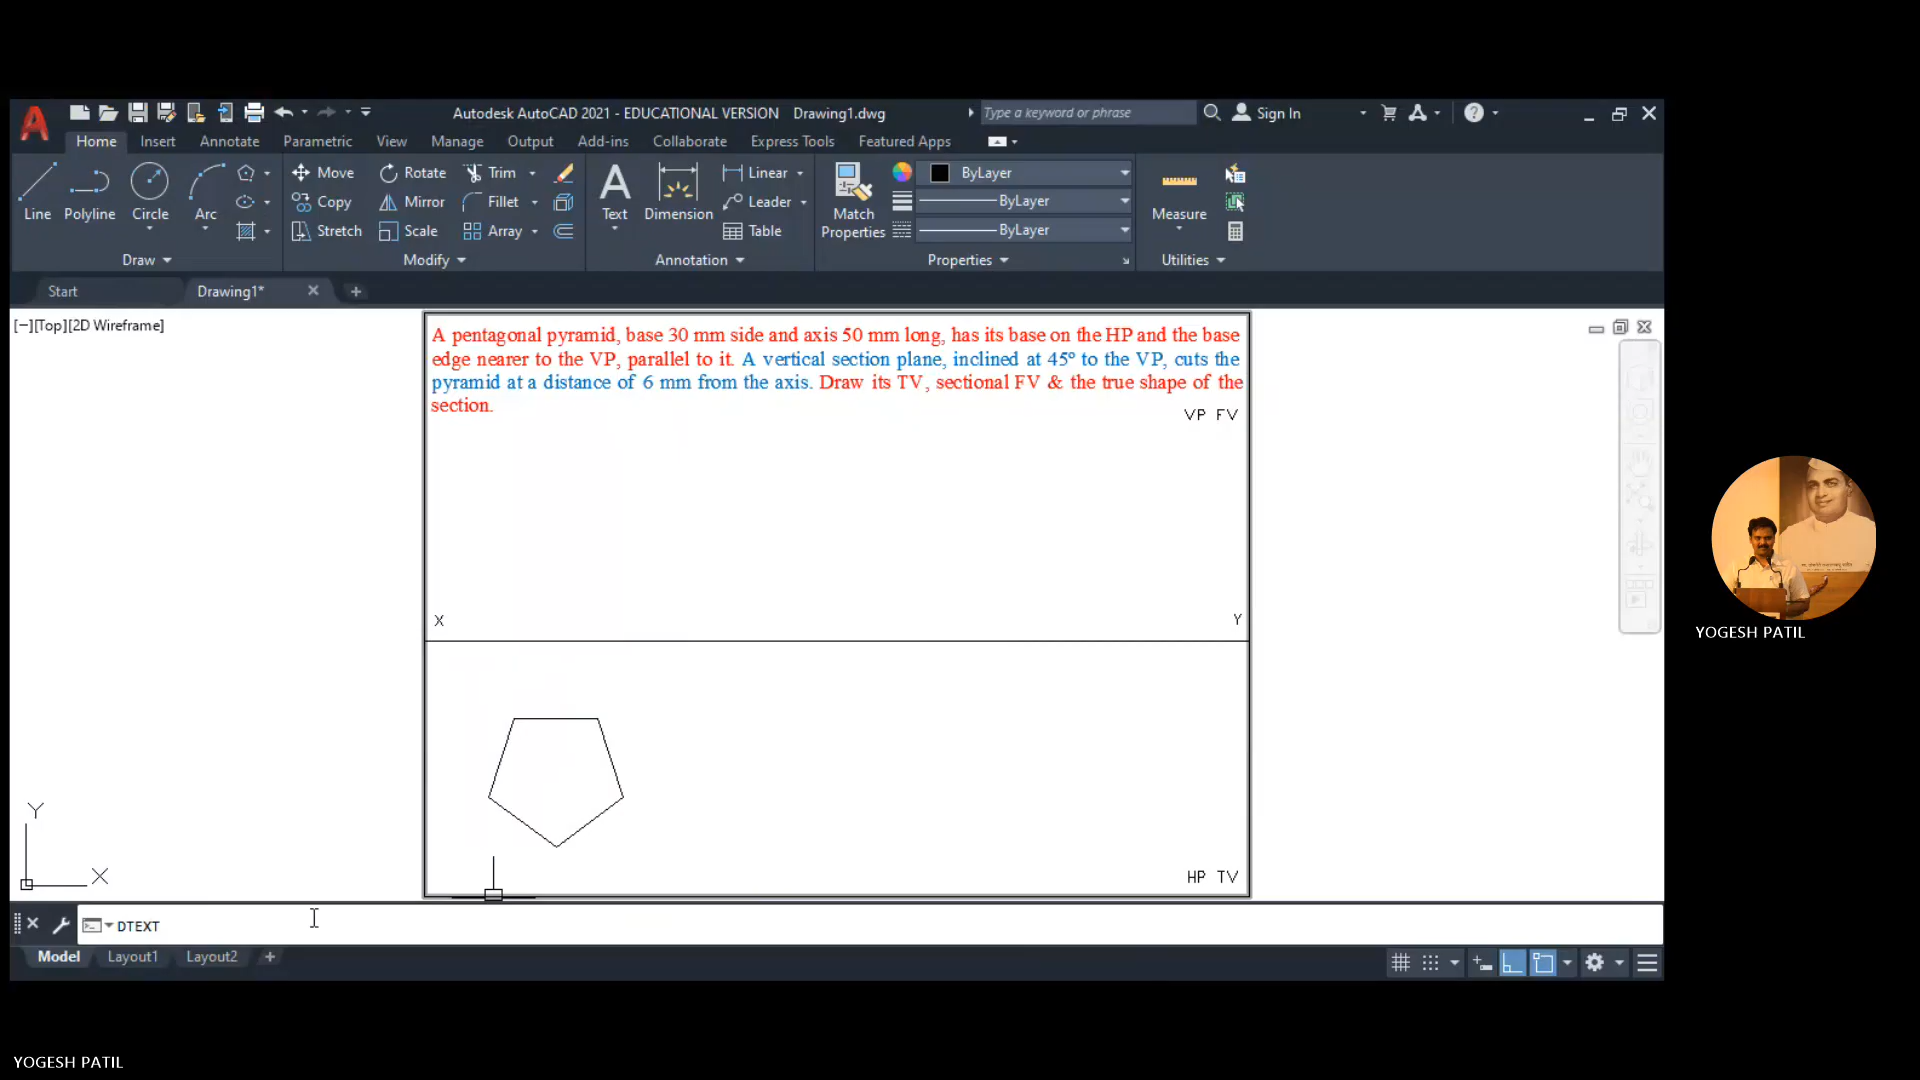 Autodesk AutoCAD 2021 - EDUCATIONAL VERSION Drawing1.dwg
Type a keyword or phrase
Sign In
Home Insert Annotate Parametric View Manage Output Add-ins Collaborate Express Tools Featured Apps
Line Polyline Circle Arc
Move Rotate Trim
Copy Mirror Fillet
Stretch Scale Array
Text Dimension
Linear
Leader
Table
Match Properties
ByLayer
ByLayer
ByLayer
Measure
Draw Modify Annotation Properties Utilities
Start Drawing1*
[−][Top][2D Wireframe]
A pentagonal pyramid, base 30 mm side and axis 50 mm long, has its base on the HP and the base
edge nearer to the VP, parallel to it. A vertical section plane, inclined at 45º to the VP, cuts the
pyramid at a distance of 6 mm from the axis. Draw its TV, sectional FV & the true shape of the
section.
VP FV
X Y
HP TV
Y
X
DTEXT
Model Layout1 Layout2
YOGESH PATIL
YOGESH PATIL